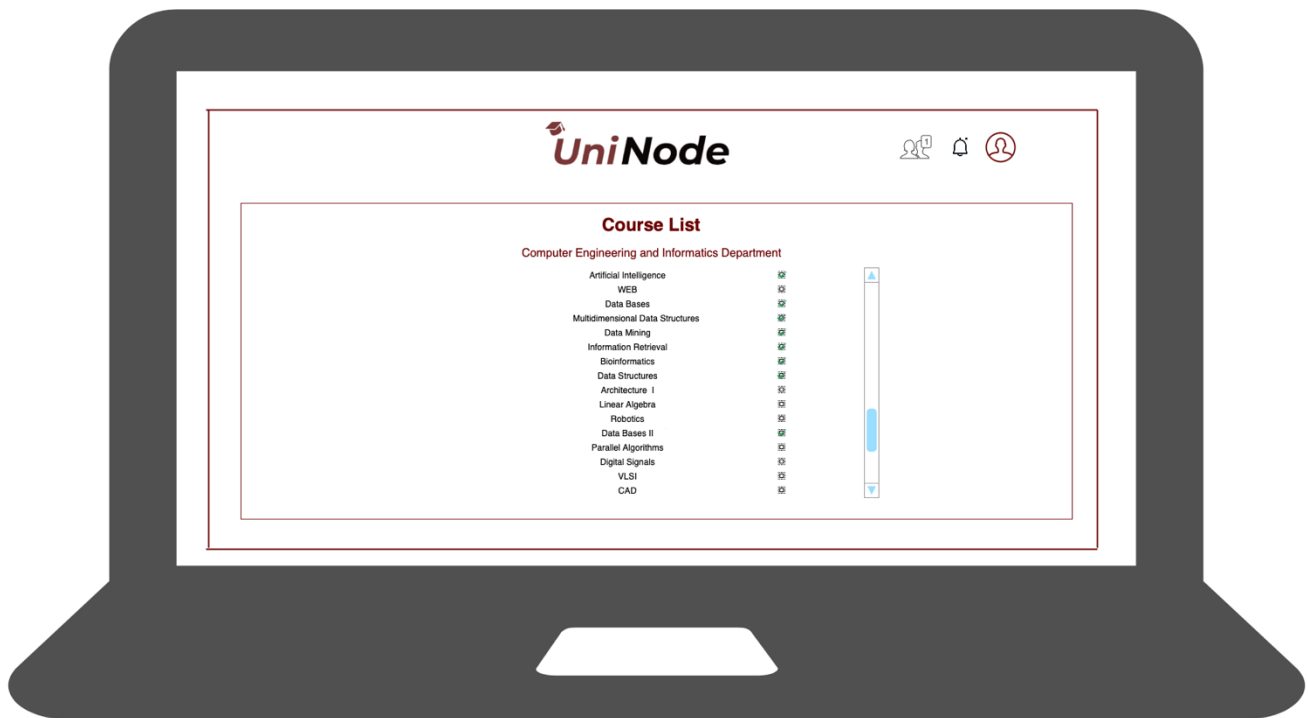 UniNode
1
Course List
Computer Engineering and Informatics Department
Artificial Intelligence
WEB
Data Bases
Multidimensional Data Structures
Data Mining
Information Retrieval
Bioinformatics
Data Structures
Architecture I
Linear Algebra
Robotics
Data Bases II
Parallel Algorithms
Digital Signals
VLSI
CAD